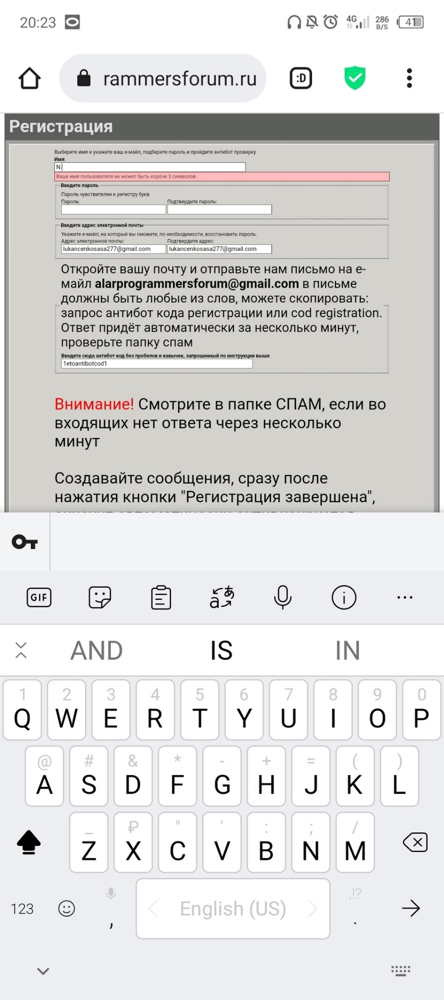 20:23
4G
286
B/S
41
rammersforum.ru
:D
Регистрация
Выберите имя и укажите ваш е-майл, подберите пароль и пройдите антибот проверку
Имя:
N
Ваше имя пользователя не может быть короче 3 символов.
Введите пароль
Пароль чувствителен к регистру букв
Пароль: Подтвердите пароль:
Введите адрес электронной почты
Укажите е-майл, на который вы сможете, по необходимости, восстановить пароль.
Адрес электронной почты: Подтвердите адрес:
lukancenkosasa277@gmail.com lukancenkosasa277@gmail.com
Откройте вашу почту и отправьте нам письмо на е-
майл alarprogrammersforum@gmail.com в письме
должны быть любые из слов, можете скопировать:
запрос антибот кода регистрации или cod registration.
Ответ придёт автоматически за несколько минут,
проверьте папку спам
Введите сюда антибот код без пробелов и кавычек, запрошенный по инструкции выше
1etoantibotcod1
Внимание! Смотрите в папке СПАМ, если во
входящих нет ответа через несколько
минут
Создавайте сообщения, сразу после
нажатия кнопки "Регистрация завершена",
GIF
AND IS IN
1 2 3 4 5 6 7 8 9 0
Q W E R T Y U I O P
@ # & * - + = ( )
A S D F G H J K L
_ ₽ " ' : ; /
Z X C V B N M
,!?
123 , English (US) .